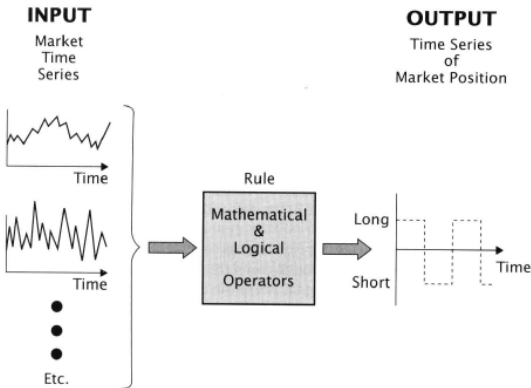 INPUT
Market
Time
Series
Time
Time
Etc.
Rule
Mathematical
&
Logical
Operators
OUTPUT
Time Series
of
Market Position
Long
Time
Short